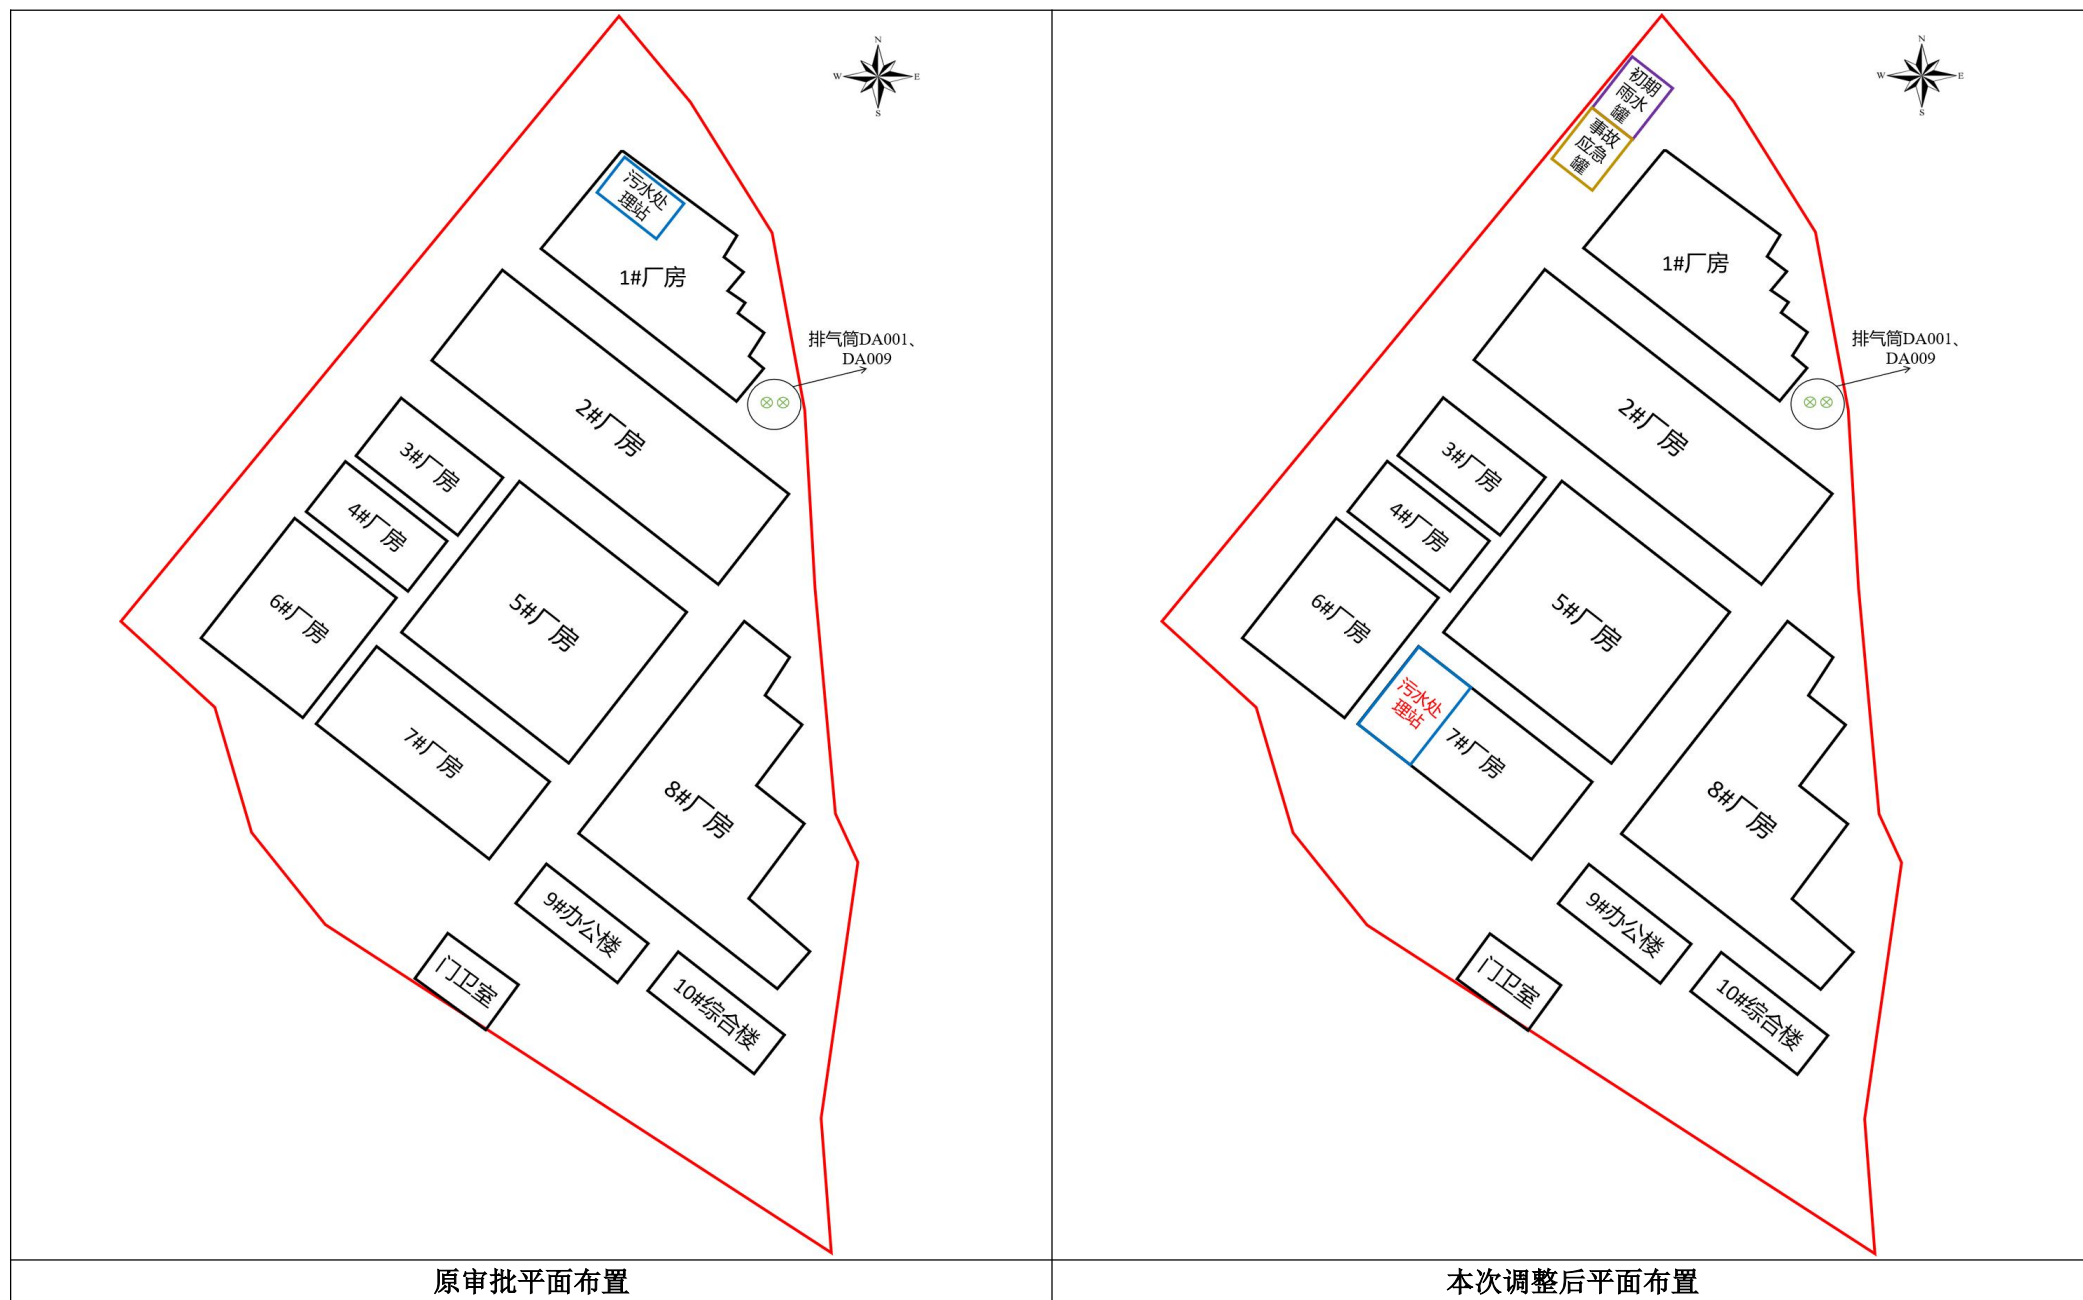 N
W
E
S
污水处
理站
1#厂房
排气筒DA001、
DA009
2#厂房
3#厂房
4#厂房
5#厂房
6#厂房
7#厂房
8#厂房
9#办公楼
门卫室
10#综合楼
原审批平面布置
N
W
E
S
初期
雨水
罐
事故
应急
罐
1#厂房
排气筒DA001、
DA009
2#厂房
3#厂房
4#厂房
5#厂房
6#厂房
污水处
理站
7#厂房
8#厂房
9#办公楼
门卫室
10#综合楼
本次调整后平面布置